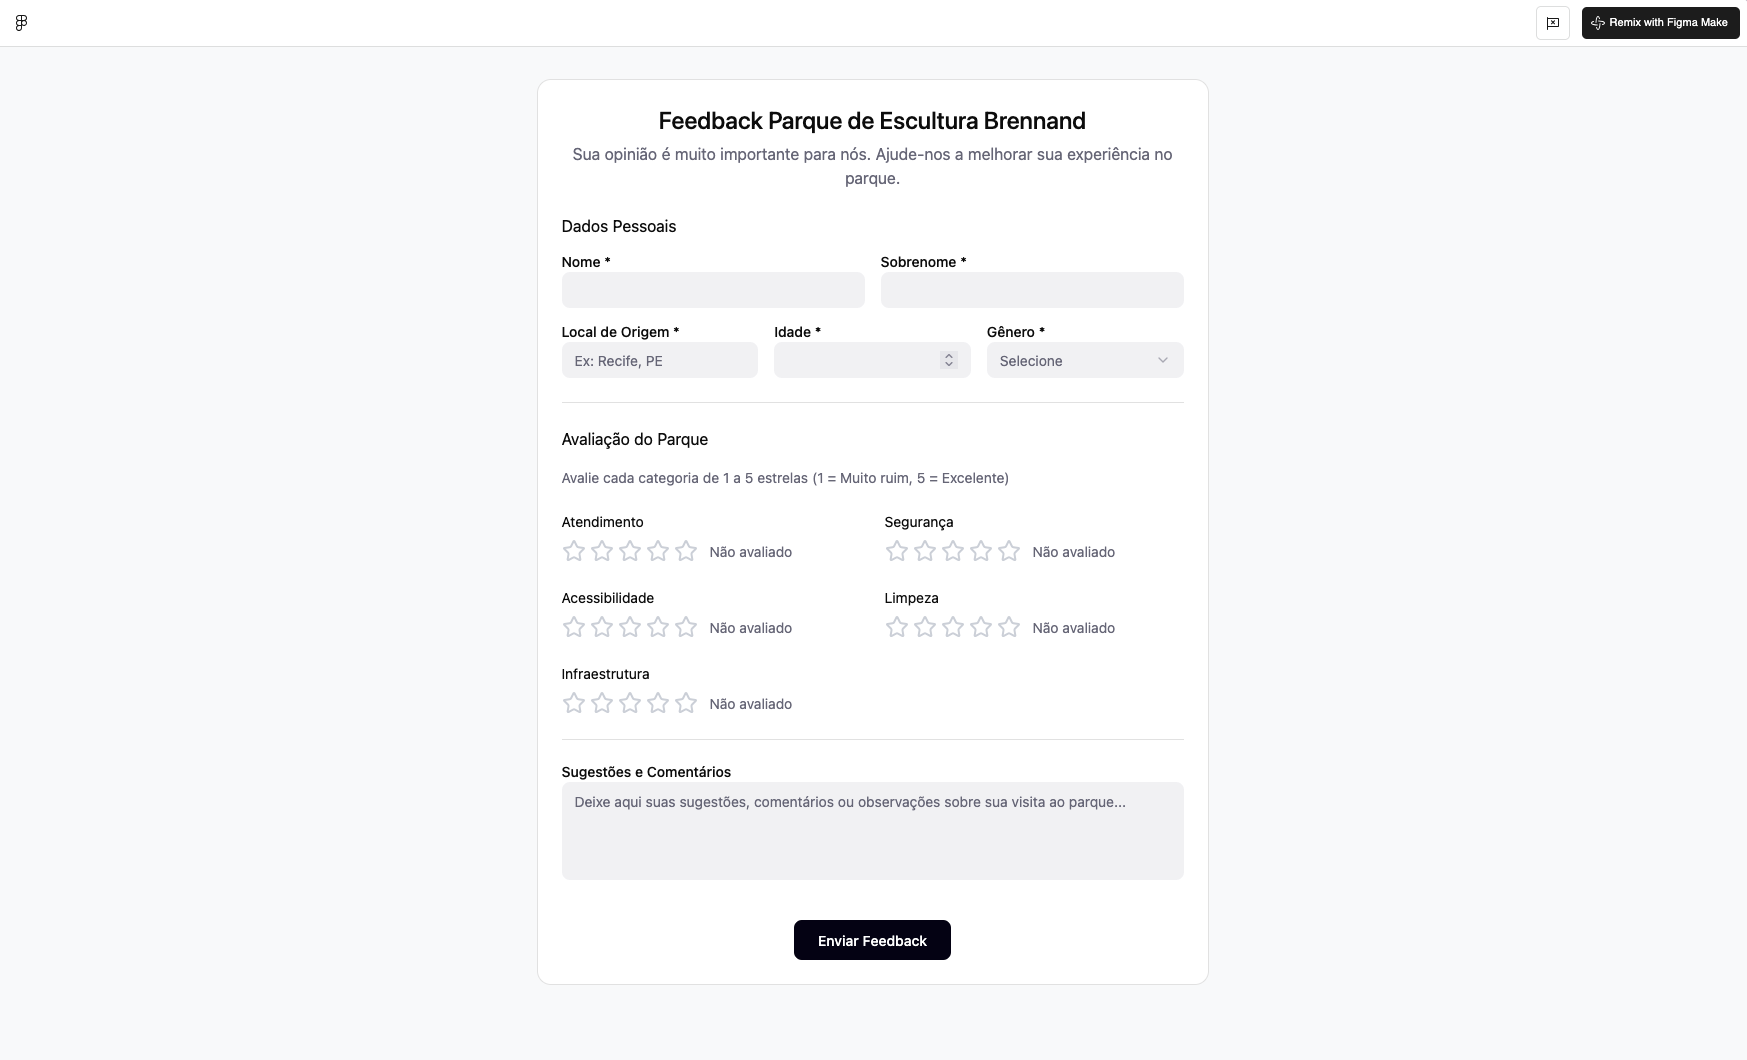 Remix with Figma Make
Feedback Parque de Escultura Brennand
Sua opinião é muito importante para nós. Ajude-nos a melhorar sua experiência no
parque.
Dados Pessoais
Nome *
Sobrenome *
Local de Origem *
Idade *
Gênero *
Ex: Recife, PE
Selecione
Avaliação do Parque
Avalie cada categoria de 1 a 5 estrelas (1 = Muito ruim, 5 = Excelente)
Atendimento
Segurança
Não avaliado
Não avaliado
Acessibilidade
Limpeza
Não avaliado
Não avaliado
Infraestrutura
Não avaliado
Sugestões e Comentários
Deixe aqui suas sugestões, comentários ou observações sobre sua visita ao parque...
Enviar Feedback